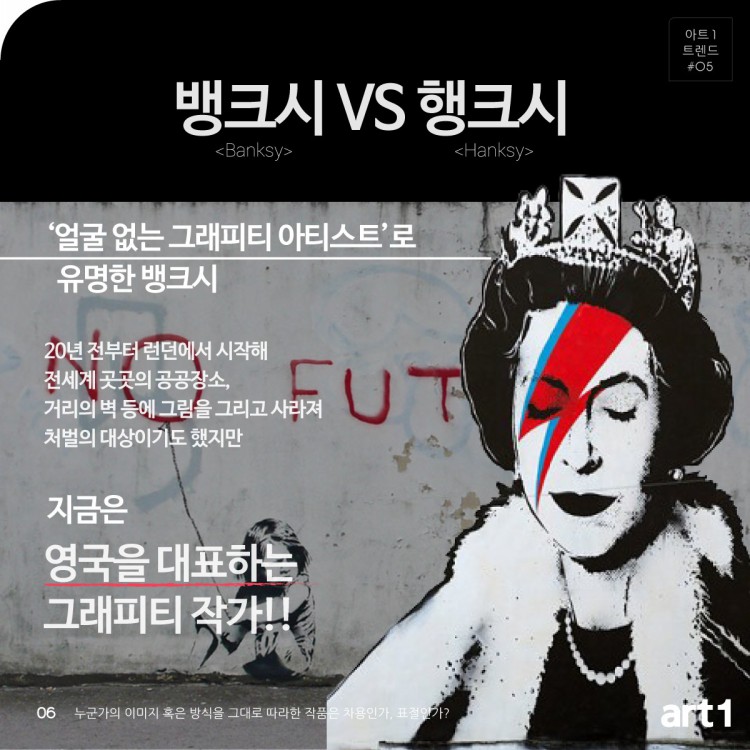 아트1
트렌드
#05
뱅크시 VS 행크시
<Banksy> <Hanksy>
‘얼굴 없는 그래피티 아티스트’로
유명한 뱅크시
NO FUT
20년 전부터 런던에서 시작해
전세계 곳곳의 공공장소,
거리의 벽 등에 그림을 그리고 사라져
처벌의 대상이기도 했지만
지금은
영국을 대표하는
그래피티 작가!!
06 누군가의 이미지 혹은 방식을 그대로 따라한 작품은 차용인가, 표절인가?
art1